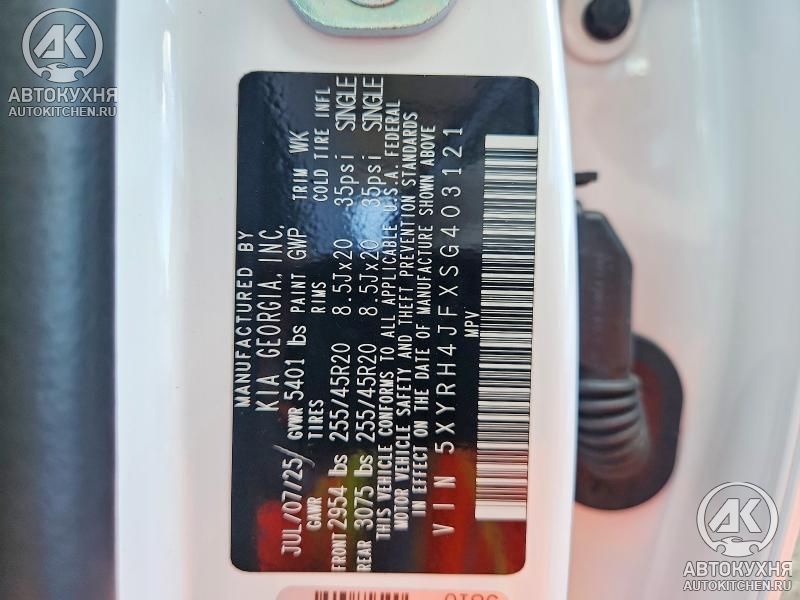 AK
АВТОКУХНЯ
AUTOKITCHEN.RU
MANUFACTURED BY
KIA GEORGIA, INC.
JUL/07/25 GVWR 5401 lbs PAINT GWP TRIM WK
GAWR TIRES RIMS COLD TIRE INFL
FRONT 2954 lbs 255/45R20 8.5Jx20 35psi SINGLE
REAR 3075 lbs 255/45R20 8.5Jx20 35psi SINGLE
THIS VEHICLE CONFORMS TO ALL APPLICABLE U.S.A. FEDERAL
MOTOR VEHICLE SAFETY AND THEFT PREVENTION STANDARDS
IN EFFECT ON THE DATE OF MANUFACTURE SHOWN ABOVE
VIN 5XYRH4JFXSG403121
MPV
AK
АВТОКУХНЯ
AUTOKITCHEN.RU